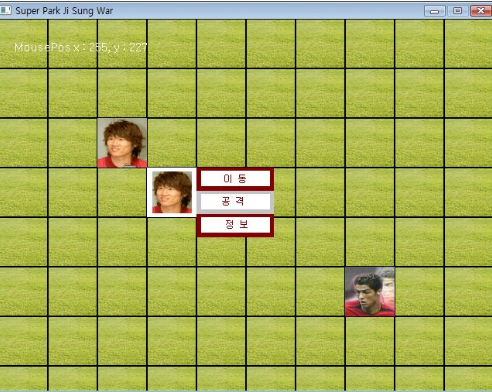 Super Park Ji Sung War
MousePos x : 255, y : 227
이 동
공 격
정 보